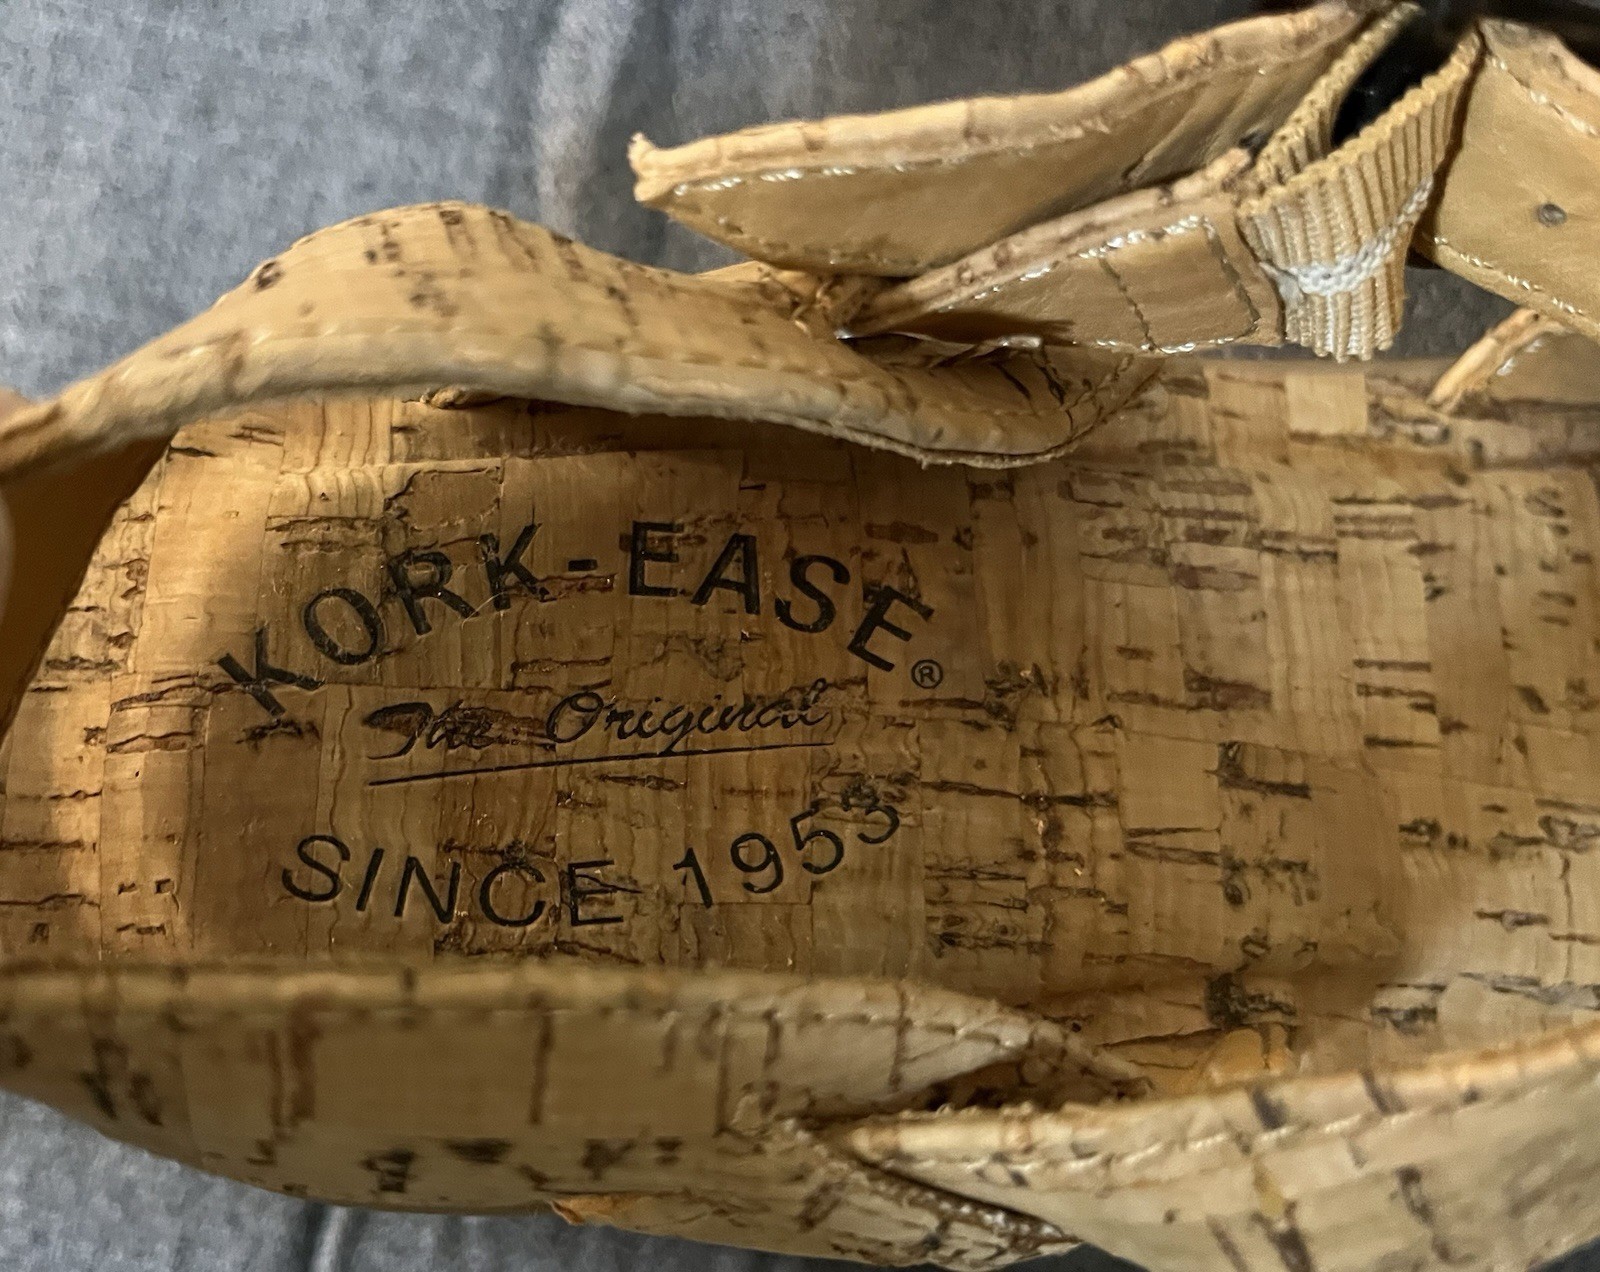 KORK-EASE®
The Original
SINCE 1953